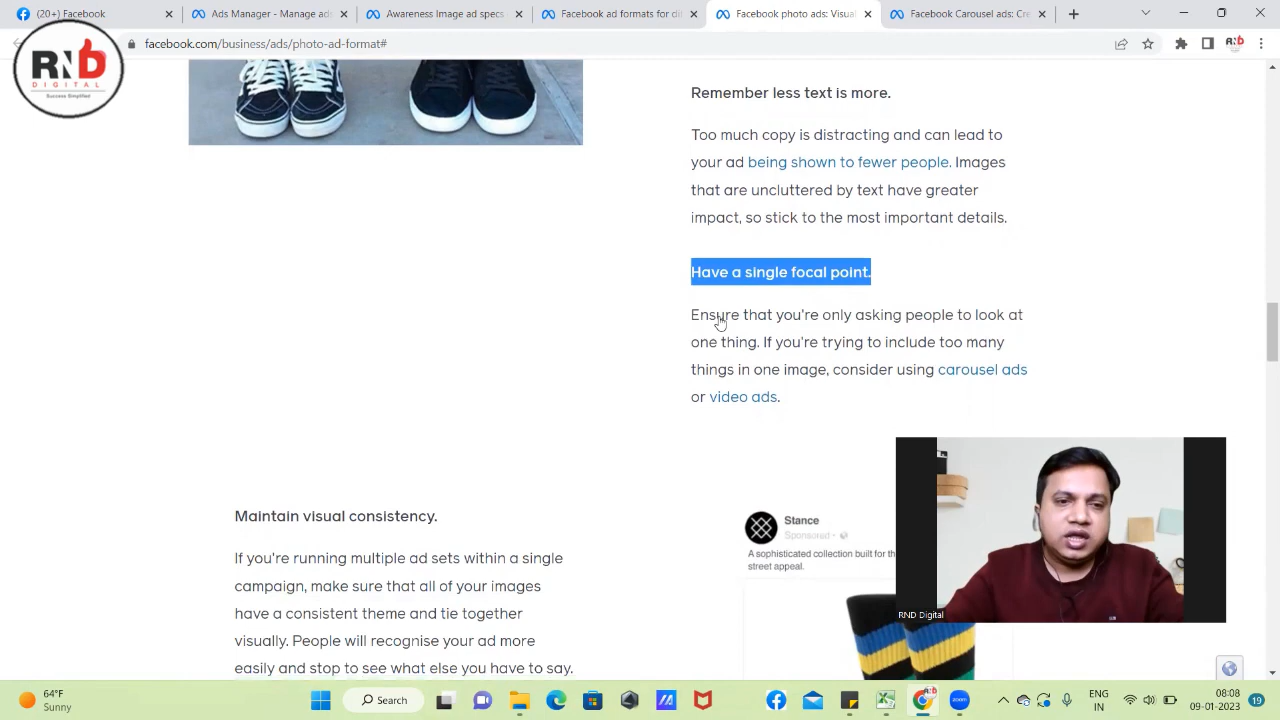 (20+) Facebook
Ads Manager - Manage ads
Awareness Image ad
Facebook ad formats for dif
Facebook photo ads: Visual
Facebook Carousel ads: Cre
facebook.com/business/ads/photo-ad-format#
RND
DIGITAL
Success Simplified
less text is more.
Too much copy is distracting and can lead to
your ad being shown to fewer people. Images
that are uncluttered by text have greater
impact, so stick to the most important details.
Have a single focal point.
Ensure that you're only asking people to look at
one thing. If you're trying to include too many
things in one image, consider using carousel ads
or video ads.
Maintain visual consistency.
If you're running multiple ad sets within a single
campaign, make sure that all of your images
have a consistent theme and tie together
visually. People will recognise your ad more
easily and stop to see what else you have to say.
Stance
Sponsored ·
A sophisticated collection built for
street appeal.
RND Digital
64°F
Sunny
Search
ENG
IN
08:08
09-01-2023
19